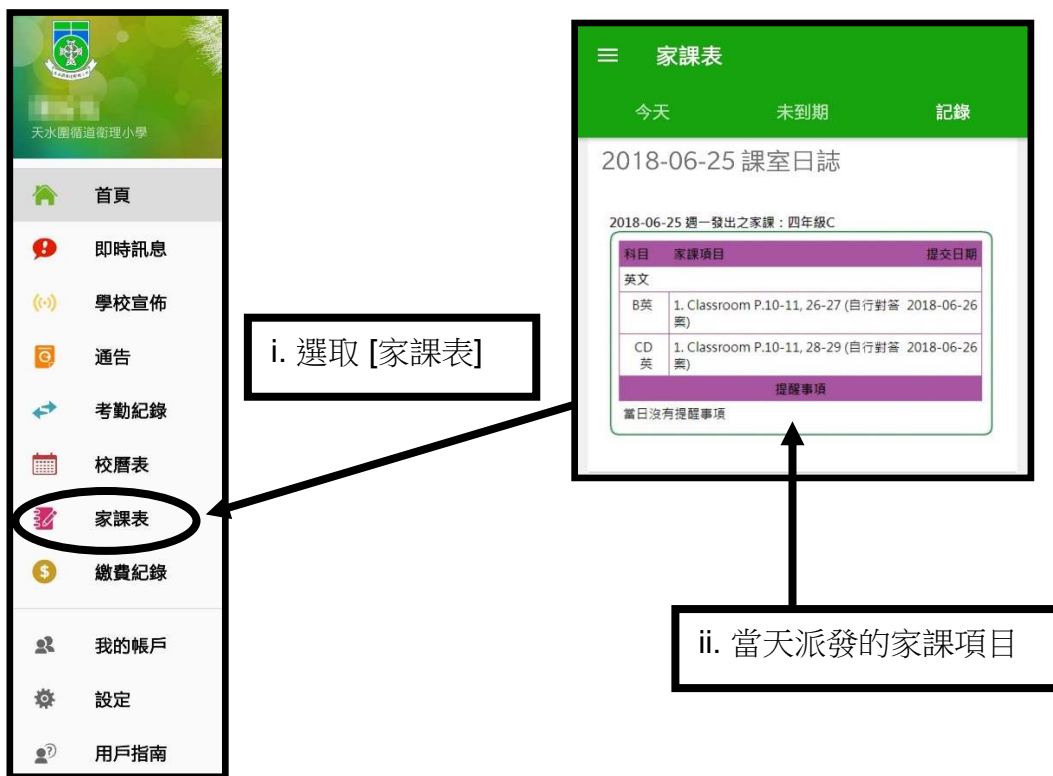 天水圍循道衛理小學
首頁
即時訊息
學校宣佈
通告
考勤紀錄
校曆表
家課表
繳費紀錄
我的帳戶
設定
用戶指南
i. 選取 [家課表]
家課表
今天 未到期 記錄
2018-06-25 課室日誌
2018-06-25 週一發出之家課：四年級C
科目 家課項目 提交日期
英文
B英 1. Classroom P.10-11, 26-27 (自行對答 2018-06-26
案)
CD 1. Classroom P.10-11, 28-29 (自行對答 2018-06-26
英 案)
提醒事項
當日沒有提醒事項
ii. 當天派發的家課項目